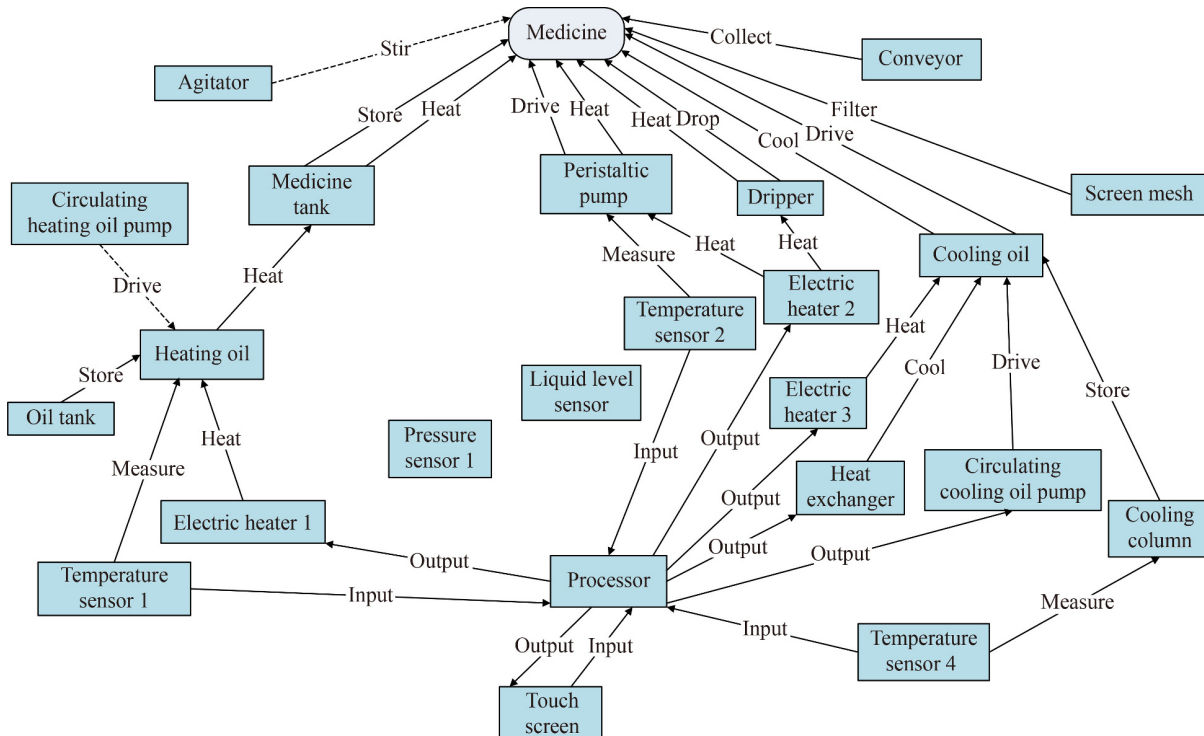 Medicine
Collect
Conveyor
Stir
Agitator
Store
Heat
Drive
Heat
Heat
Drop
Cool
Drive
Filter
Medicine
tank
Peristaltic
pump
Dripper
Screen mesh
Circulating
heating oil pump
Measure
Heat
Heat
Cooling oil
Drive
Heat
Temperature
sensor 2
Electric
heater 2
Heating oil
Heat
Store
Oil tank
Liquid level
sensor
Electric
heater 3
Cool
Drive
Store
Pressure
sensor 1
Heat
Measure
Input
Output
Heat
exchanger
Circulating
cooling oil pump
Output
Electric heater 1
Cooling
column
Output
Output
Output
Temperature
sensor 1
Input
Processor
Measure
Input
Temperature
sensor 4
Output
Input
Touch
screen